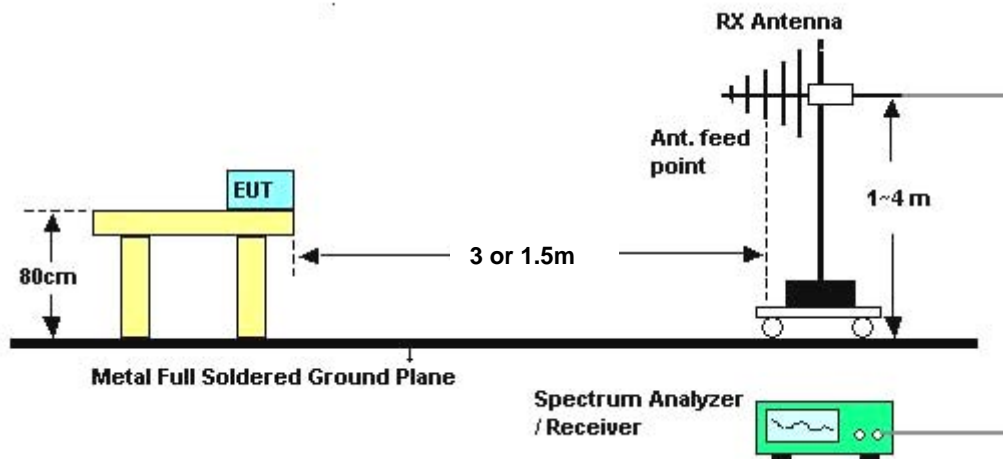 RX Antenna
Ant. feed
point
EUT
1~4 m
3 or 1.5m
80cm
Metal Full Soldered Ground Plane
Spectrum Analyzer
/ Receiver